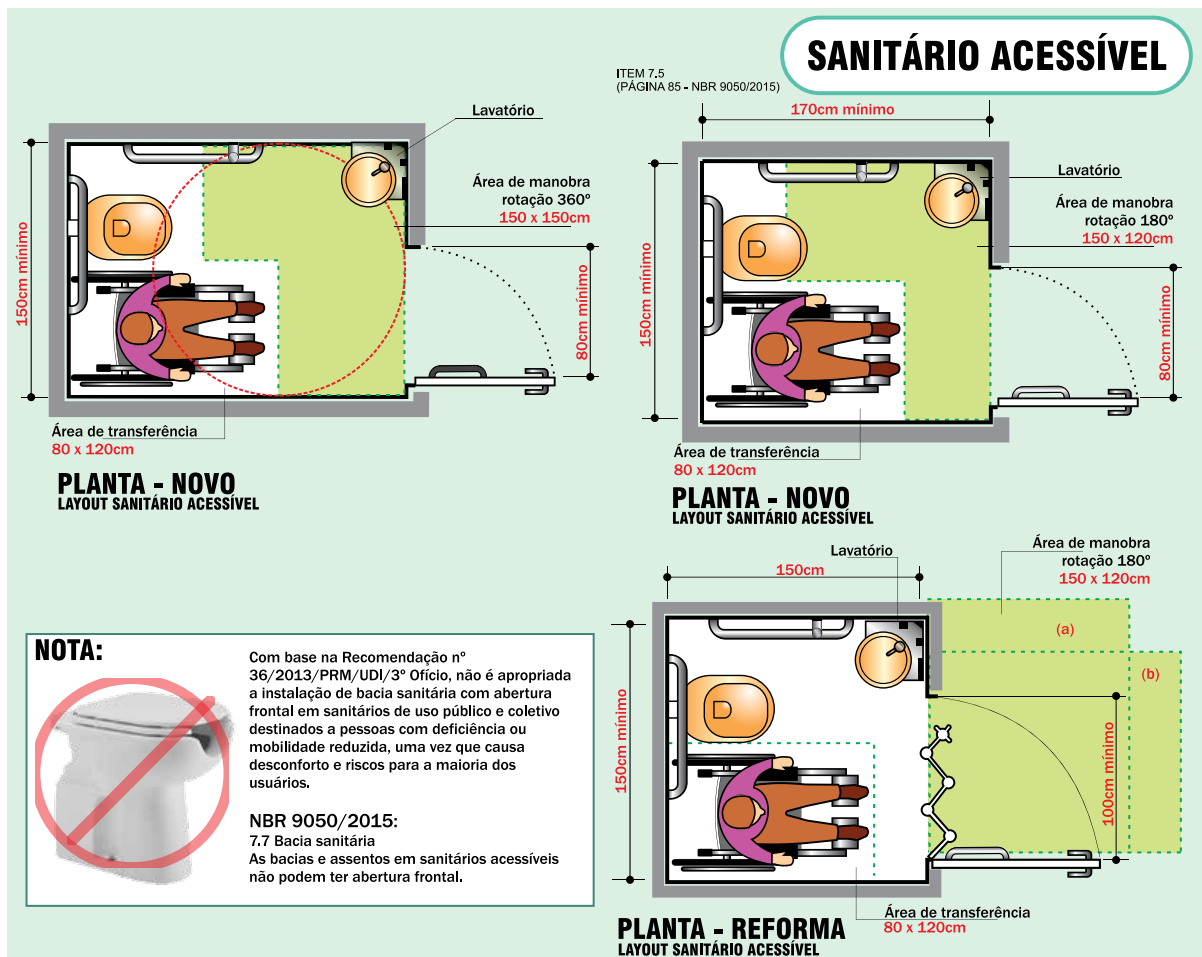 SANITÁRIO ACESSÍVEL
ITEM 7.5
(PÁGINA 85 - NBR 9050/2015)
Lavatório
Área de manobra
rotação 360º
150 x 150cm
150cm mínimo
80cm mínimo
Área de transferência
80 x 120cm
PLANTA - NOVO
LAYOUT SANITÁRIO ACESSÍVEL
170cm mínimo
Lavatório
Área de manobra
rotação 180º
150 x 120cm
150cm mínimo
80cm mínimo
Área de transferência
80 x 120cm
PLANTA - NOVO
LAYOUT SANITÁRIO ACESSÍVEL
Lavatório
Área de manobra
rotação 180º
150 x 120cm
150cm
(a)
(b)
150cm mínimo
100cm mínimo
Área de transferência
80 x 120cm
PLANTA - REFORMA
LAYOUT SANITÁRIO ACESSÍVEL
NOTA:
Com base na Recomendação nº
36/2013/PRM/UDI/3º Ofício, não é apropriada
a instalação de bacia sanitária com abertura
frontal em sanitários de uso público e coletivo
destinados a pessoas com deficiência ou
mobilidade reduzida, uma vez que causa
desconforto e riscos para a maioria dos
usuários.
NBR 9050/2015:
7.7 Bacia sanitária
As bacias e assentos em sanitários acessíveis
não podem ter abertura frontal.